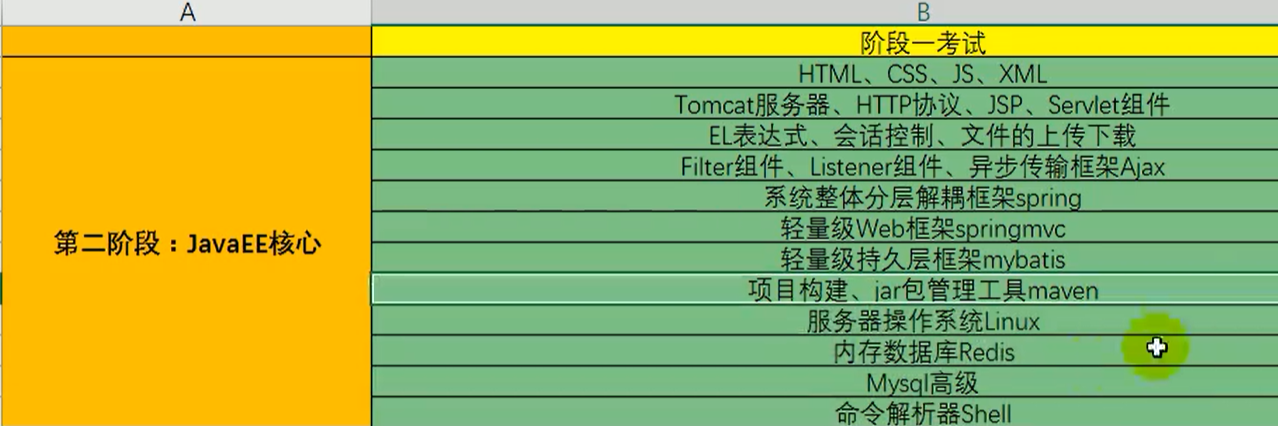 A
B
阶段一考试
HTML、CSS、JS、XML
Tomcat服务器、HTTP协议、JSP、Servlet组件
EL表达式、会话控制、文件的上传下载
Filter组件、Listener组件、异步传输框架Ajax
系统整体分层解耦框架spring
轻量级Web框架springmvc
第二阶段：JavaEE核心
轻量级持久层框架mybatis
项目构建、jar包管理工具maven
服务器操作系统Linux
内存数据库Redis
Mysql高级
命令解析器Shell